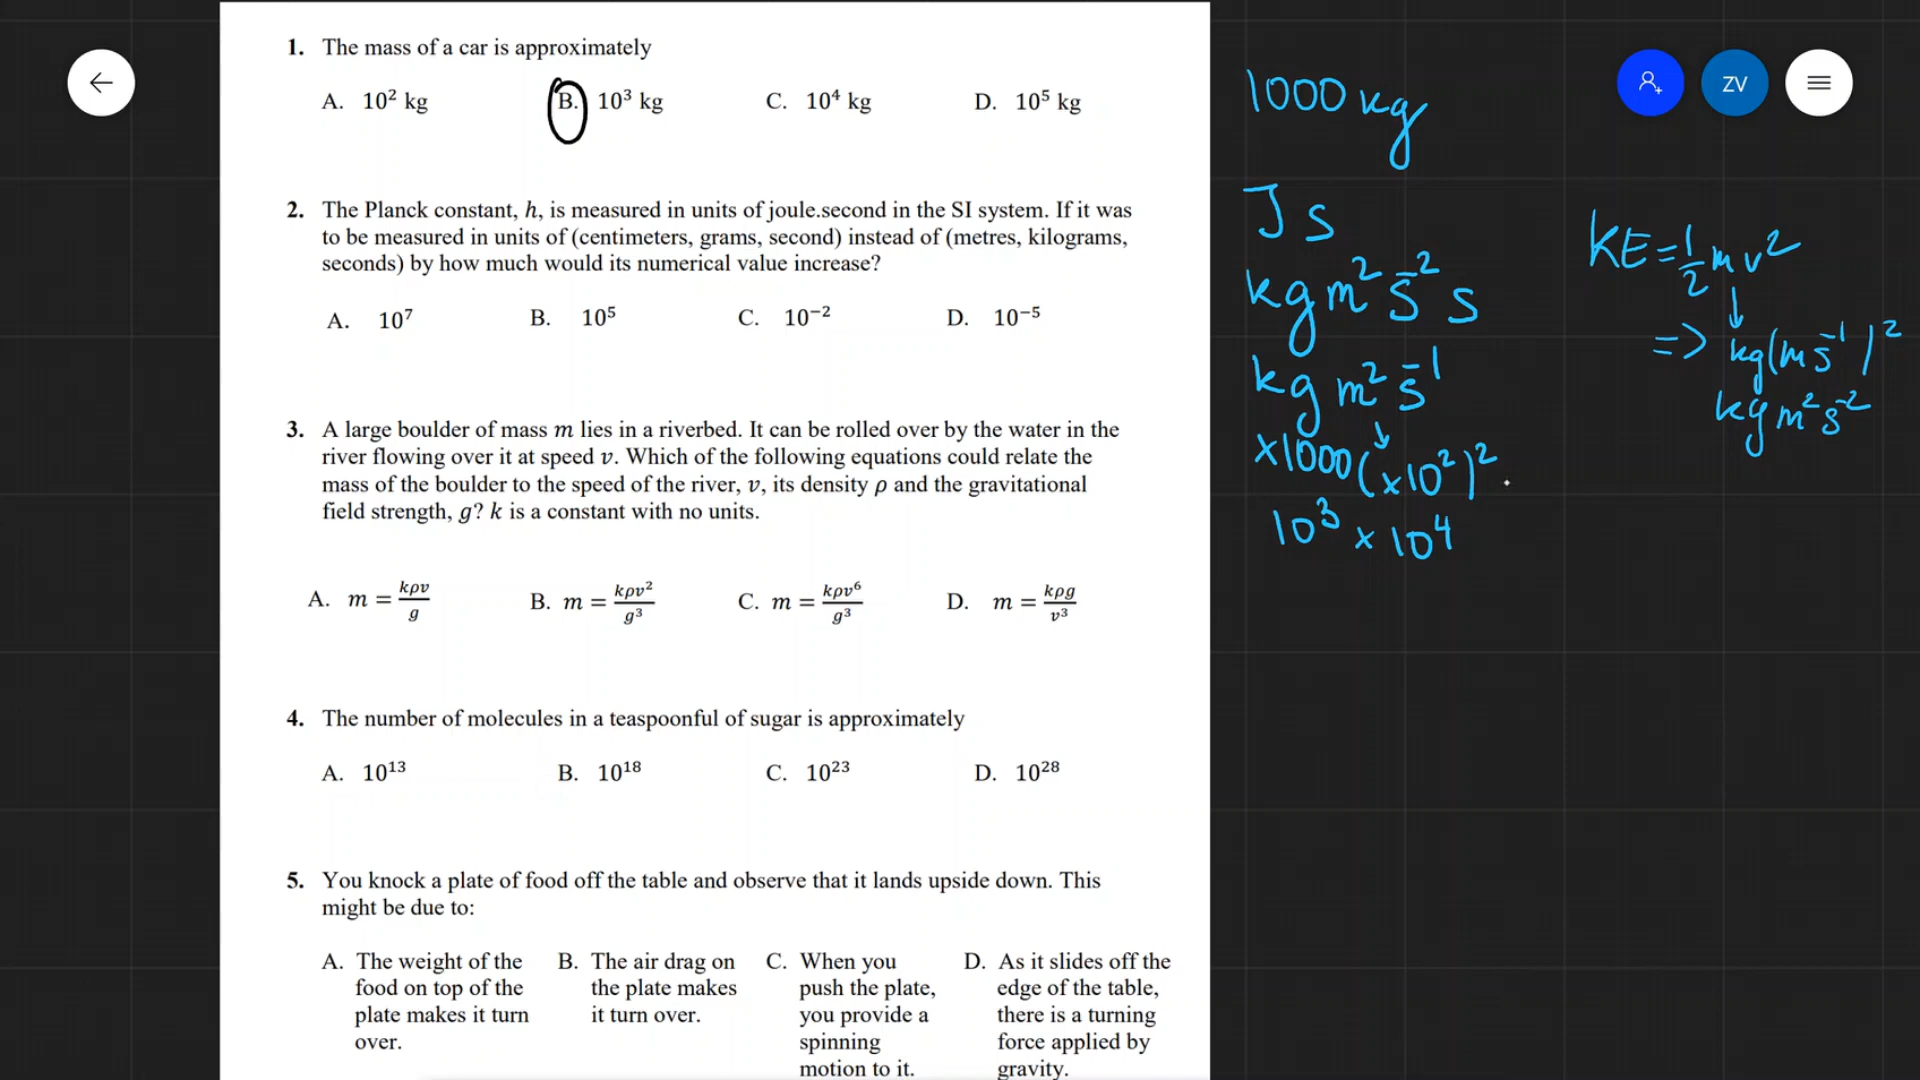 1. The mass of a car is approximately
A. 10² kg B. 10³ kg C. 10⁴ kg D. 10⁵ kg
2. The Planck constant, h, is measured in units of joule.second in the SI system. If it was
to be measured in units of (centimeters, grams, second) instead of (metres, kilograms,
seconds) by how much would its numerical value increase?
A. 10⁷ B. 10⁵ C. 10⁻² D. 10⁻⁵
3. A large boulder of mass m lies in a riverbed. It can be rolled over by the water in the
river flowing over it at speed v. Which of the following equations could relate the
mass of the boulder to the speed of the river, v, its density ρ and the gravitational
field strength, g? k is a constant with no units.
A. m = kρv/g B. m = kρv²/g³ C. m = kρv⁶/g³ D. m = kρg/v³
4. The number of molecules in a teaspoonful of sugar is approximately
A. 10¹³ B. 10¹⁸ C. 10²³ D. 10²⁸
5. You knock a plate of food off the table and observe that it lands upside down. This
might be due to:
A. The weight of the
food on top of the
plate makes it turn
over.
B. The air drag on
the plate makes
it turn over.
C. When you
push the plate,
you provide a
spinning
motion to it.
D. As it slides off the
edge of the table,
there is a turning
force applied by
gravity.
1000 kg
J s
kg m² s⁻² s
kg m² s⁻¹
↓
×1000 (×10²)² .
10³ × 10⁴
KE = ½ m v²
↓
=> kg (m s⁻¹)²
kg m² s⁻²
ZV